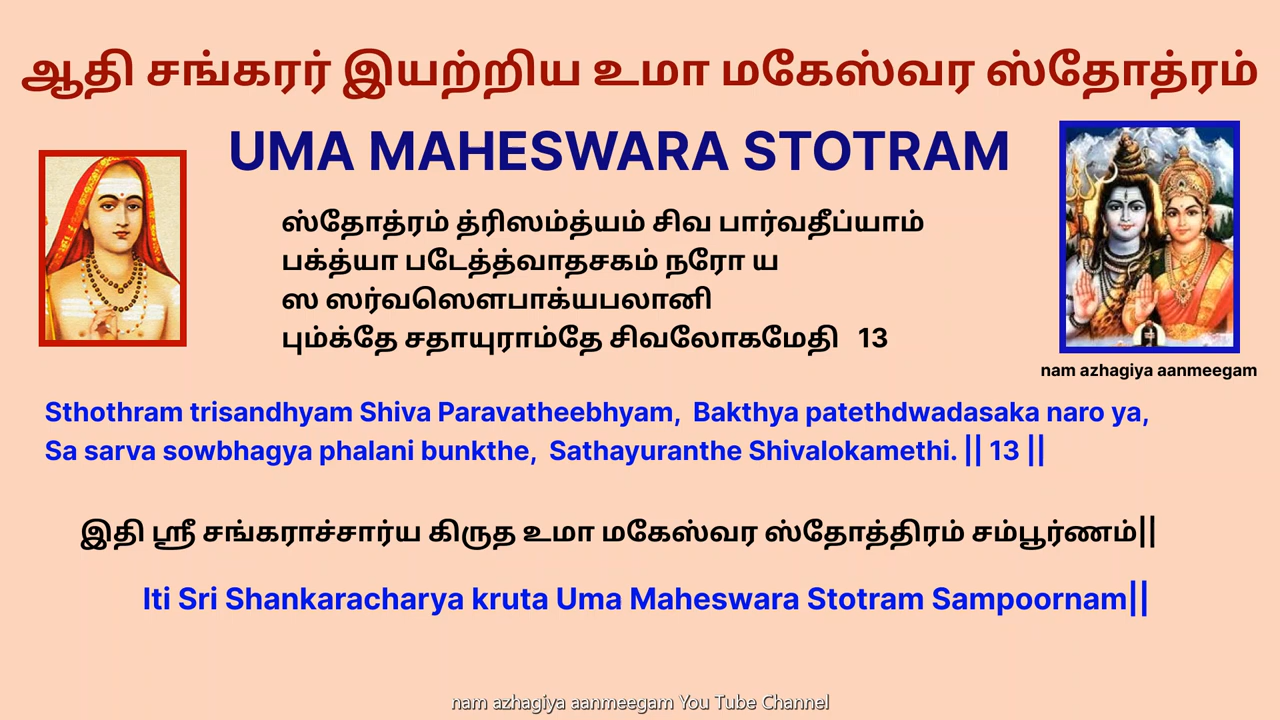 ஆதி சங்கரர் இயற்றிய உமா மகேஸ்வர ஸ்தோத்ரம்
UMA MAHESWARA STOTRAM
ஸ்தோத்ரம் த்ரிஸம்த்யம் சிவ பார்வதீப்யாம்
பக்த்யா படேத்த்வாதசகம் நரோ ய
ஸ ஸர்வஸௌபாக்யபலானி
பும்க்தே சதாயுராம்தே சிவலோகமேதி 13
nam azhagiya aanmeegam
Sthothram trisandhyam Shiva Paravatheebhyam, Bakthya patethdwadasaka naro ya,
Sa sarva sowbhagya phalani bunkthe, Sathayuranthe Shivalokamethi. || 13 ||
இதி ஸ்ரீ சங்கராச்சார்ய கிருத உமா மகேஸ்வர ஸ்தோத்திரம் சம்பூர்ணம்||
Iti Sri Shankaracharya kruta Uma Maheswara Stotram Sampoornam||
nam azhagiya aanmeegam You Tube Channel